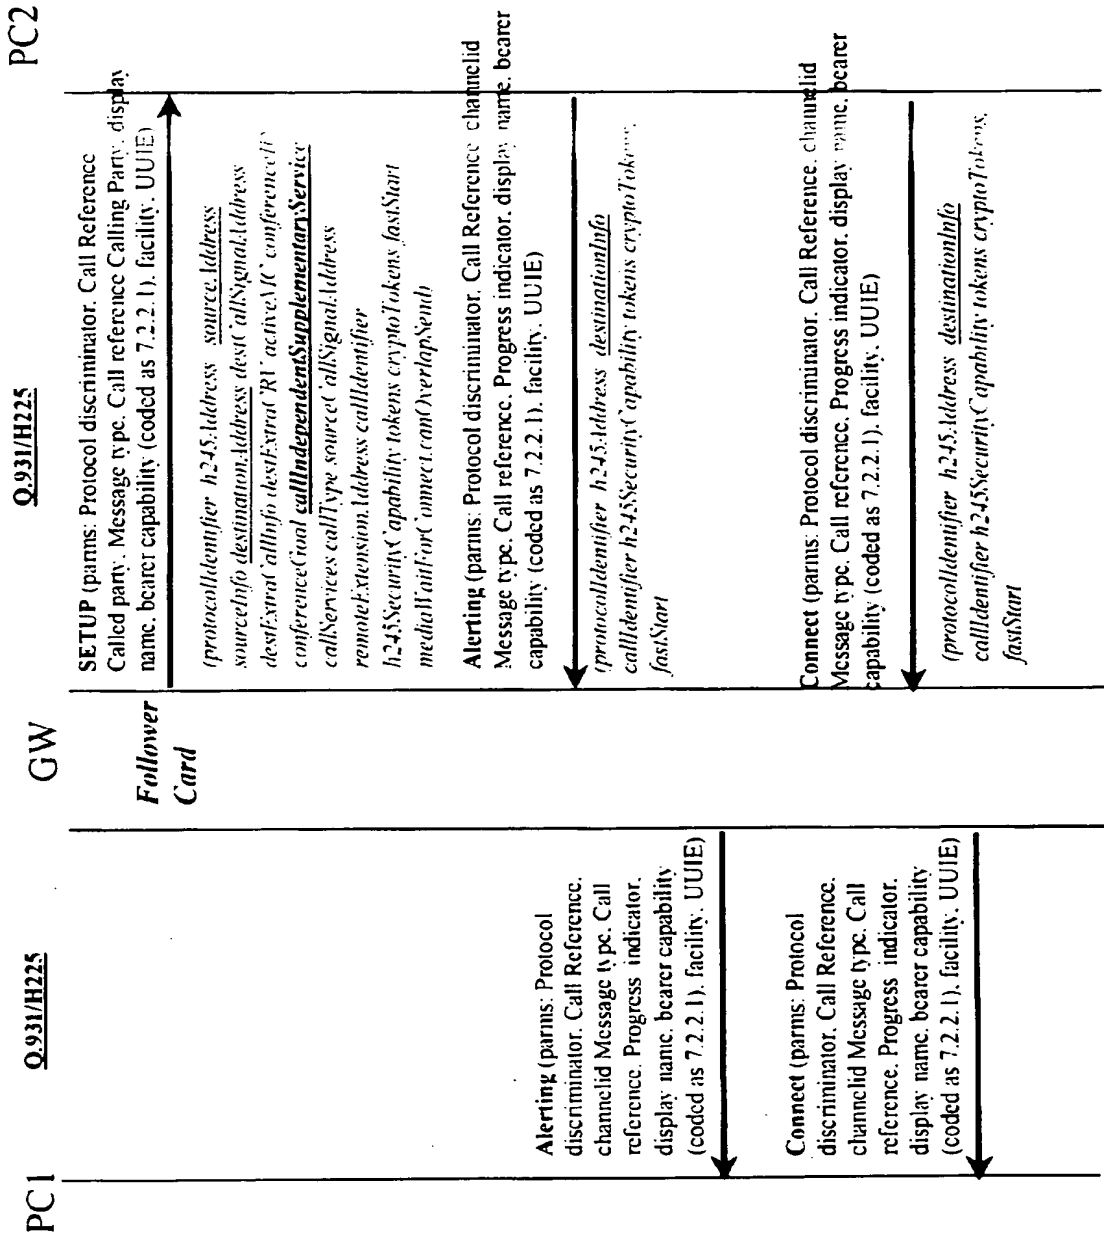 PC1
Q.931/H225
GW
Q.931/H225
PC2
Follower
Card
SETUP (parms: Protocol discriminator. Call Reference
Called party. Message type. Call reference Calling Party. display
name. bearer capability (coded as 7.2.2.1). facility. UUIE)
(protocolIdentifier h245Address sourceAddress
sourceInfo destinationAddress destCallSignalAddress
destExtraCallInfo destExtraCRV activeMC conferenceID
conferenceGoal callIndependentSupplementaryService
callServices callType sourceCallSignalAddress
remoteExtensionAddress callIdentifier
h245SecurityCapability tokens cryptoTokens fastStart
mediaWaitForConnect canOverlapSend)
Alerting (parms: Protocol discriminator. Call Reference channelid
Message type. Call reference. Progress indicator. display name. bearer
capability (coded as 7.2.2.1). facility. UUIE)
(protocolIdentifier h245Address destinationInfo
callIdentifier h245SecurityCapability tokens cryptoTokens,
fastStart
Alerting (parms: Protocol
discriminator. Call Reference.
channelid Message type. Call
reference. Progress indicator.
display name. bearer capability
(coded as 7.2.2.1). facility. UUIE)
Connect (parms: Protocol discriminator. Call Reference. channelid
Message type. Call reference. Progress indicator. display name. bearer
capability (coded as 7.2.2.1). facility. UUIE)
(protocolIdentifier h245Address destinationInfo
callIdentifier h245SecurityCapability tokens cryptoTokens,
fastStart
Connect (parms: Protocol
discriminator. Call Reference.
channelid Message type. Call
reference. Progress indicator.
display name. bearer capability
(coded as 7.2.2.1). facility. UUIE)